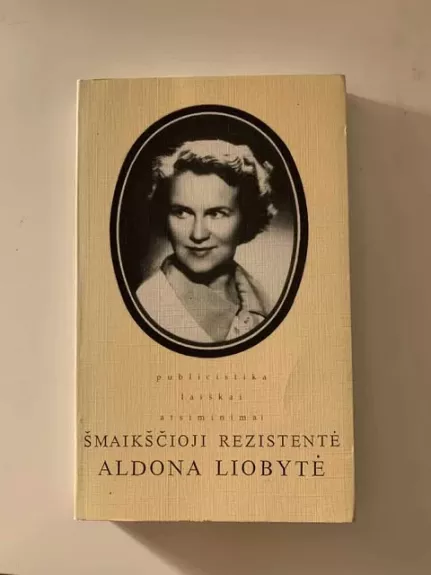 publicistika
laiškai
atsiminimai
ŠMAIKŠČIOJI REZISTENTĖ
ALDONA LIOBYTĖ